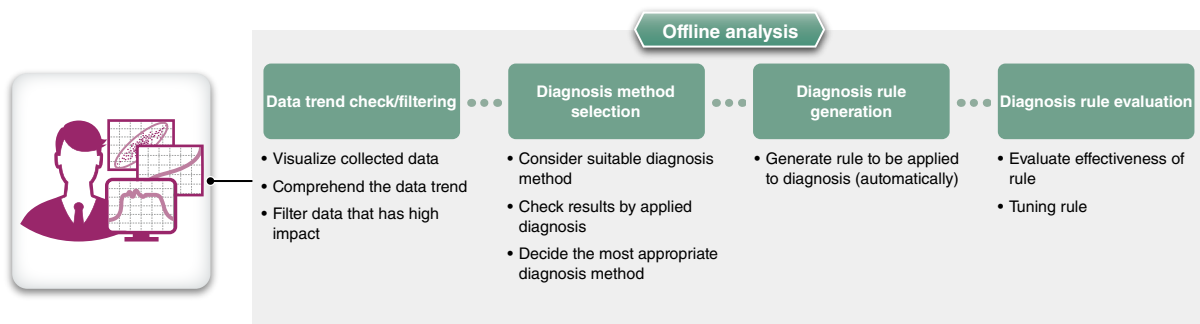 Offline analysis
Data trend check/filtering
• Visualize collected data
• Comprehend the data trend
• Filter data that has high
impact
Diagnosis method
selection
• Consider suitable diagnosis
method
• Check results by applied
diagnosis
• Decide the most appropriate
diagnosis method
Diagnosis rule
generation
• Generate rule to be applied
to diagnosis (automatically)
Diagnosis rule evaluation
• Evaluate effectiveness of
rule
• Tuning rule